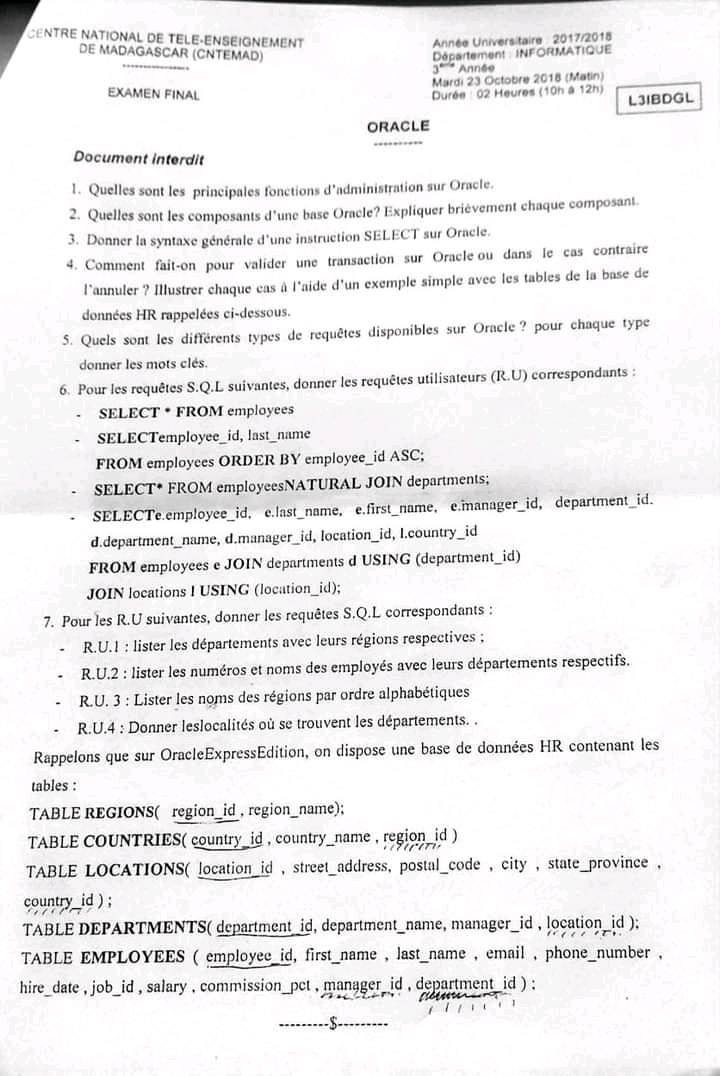 CENTRE NATIONAL DE TELE-ENSEIGNEMENT
DE MADAGASCAR (CNTEMAD)
------------------
EXAMEN FINAL
Année Universitaire : 2017/2018
Département : INFORMATIQUE
3ème Année
Mardi 23 Octobre 2018 (Matin)
Durée : 02 Heures (10h à 12h)
L3IBDGL
ORACLE
-----------
Document interdit
1. Quelles sont les principales fonctions d'administration sur Oracle.
2. Quelles sont les composants d'une base Oracle? Expliquer brièvement chaque composant.
3. Donner la syntaxe générale d'une instruction SELECT sur Oracle.
4. Comment fait-on pour valider une transaction sur Oracle ou dans le cas contraire
l'annuler ? Illustrer chaque cas à l'aide d'un exemple simple avec les tables de la base de
données HR rappelées ci-dessous.
5. Quels sont les différents types de requêtes disponibles sur Oracle ? pour chaque type
donner les mots clés.
6. Pour les requêtes S.Q.L suivantes, donner les requêtes utilisateurs (R.U) correspondants :
- SELECT * FROM employees
- SELECTemployee_id, last_name
FROM employees ORDER BY employee_id ASC;
- SELECT* FROM employeesNATURAL JOIN departments;
- SELECTe.employee_id, e.last_name, e.first_name, e.manager_id, department_id.
d.department_name, d.manager_id, location_id, l.country_id
FROM employees e JOIN departments d USING (department_id)
JOIN locations l USING (location_id);
7. Pour les R.U suivantes, donner les requêtes S.Q.L correspondants :
- R.U.1 : lister les départements avec leurs régions respectives ;
- R.U.2 : lister les numéros et noms des employés avec leurs départements respectifs.
- R.U. 3 : Lister les noms des régions par ordre alphabétiques
- R.U.4 : Donner leslocalités où se trouvent les départements. .
Rappelons que sur OracleExpressEdition, on dispose une base de données HR contenant les
tables :
TABLE REGIONS( region_id , region_name);
TABLE COUNTRIES( country_id , country_name , region_id )
TABLE LOCATIONS( location_id , street_address, postal_code , city , state_province ,
country_id ) ;
TABLE DEPARTMENTS( department_id, department_name, manager_id , location_id );
TABLE EMPLOYEES ( employee_id, first_name , last_name , email , phone_number ,
hire_date , job_id , salary , commission_pct , manager_id , department_id ) ;
---------$---------